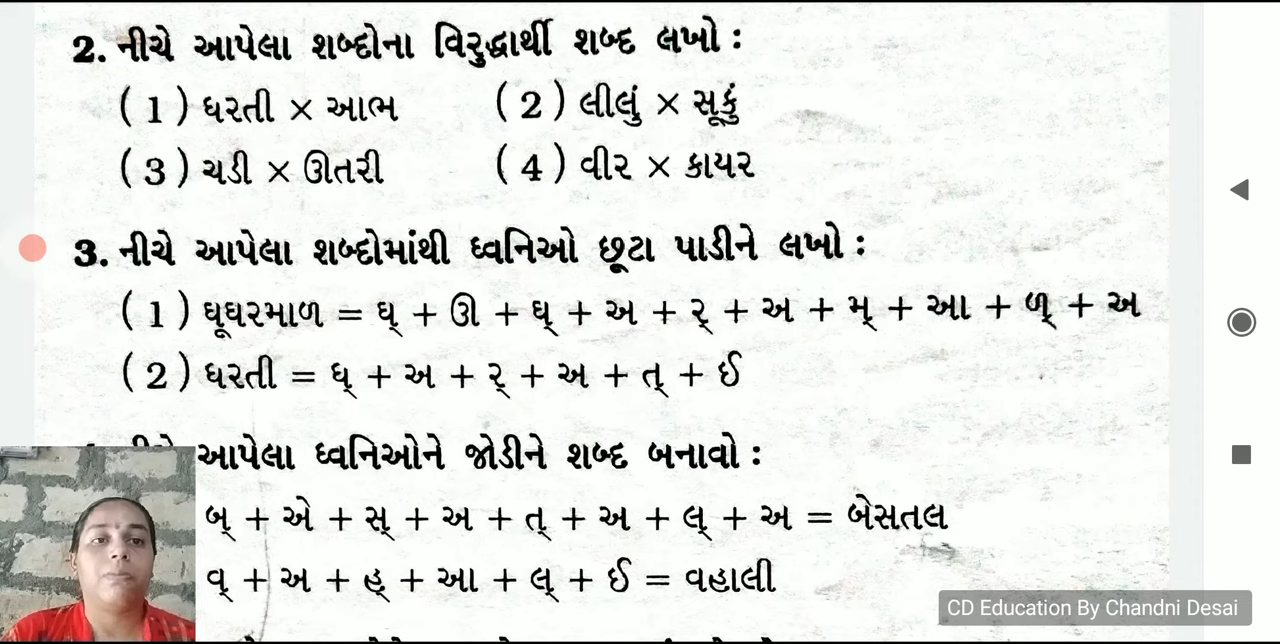 2. નીચે આપેલા શબ્દોના વિરુદ્ધાર્થી શબ્દ લખો :
( 1 ) ધરતી × આભ ( 2 ) લીલું × સૂકું
( 3 ) ચડી × ઊતરી ( 4 ) વીર × કાયર
3. નીચે આપેલા શબ્દોમાંથી ધ્વનિઓ છૂટા પાડીને લખો :
( 1 ) ઘૂઘરમાળ = ઘ્ + ઊ + ઘ્ + અ + ર્ + અ + મ્ + આ + ળ્ + અ
( 2 ) ધરતી = ધ્ + અ + ર્ + અ + ત્ + ઈ
આપેલા ધ્વનિઓને જોડીને શબ્દ બનાવો :
બ્ + એ + સ્ + અ + ત્ + અ + લ્ + અ = બેસતલ
વ્ + અ + હ્ + આ + લ્ + ઈ = વહાલી
CD Education By Chandni Desai